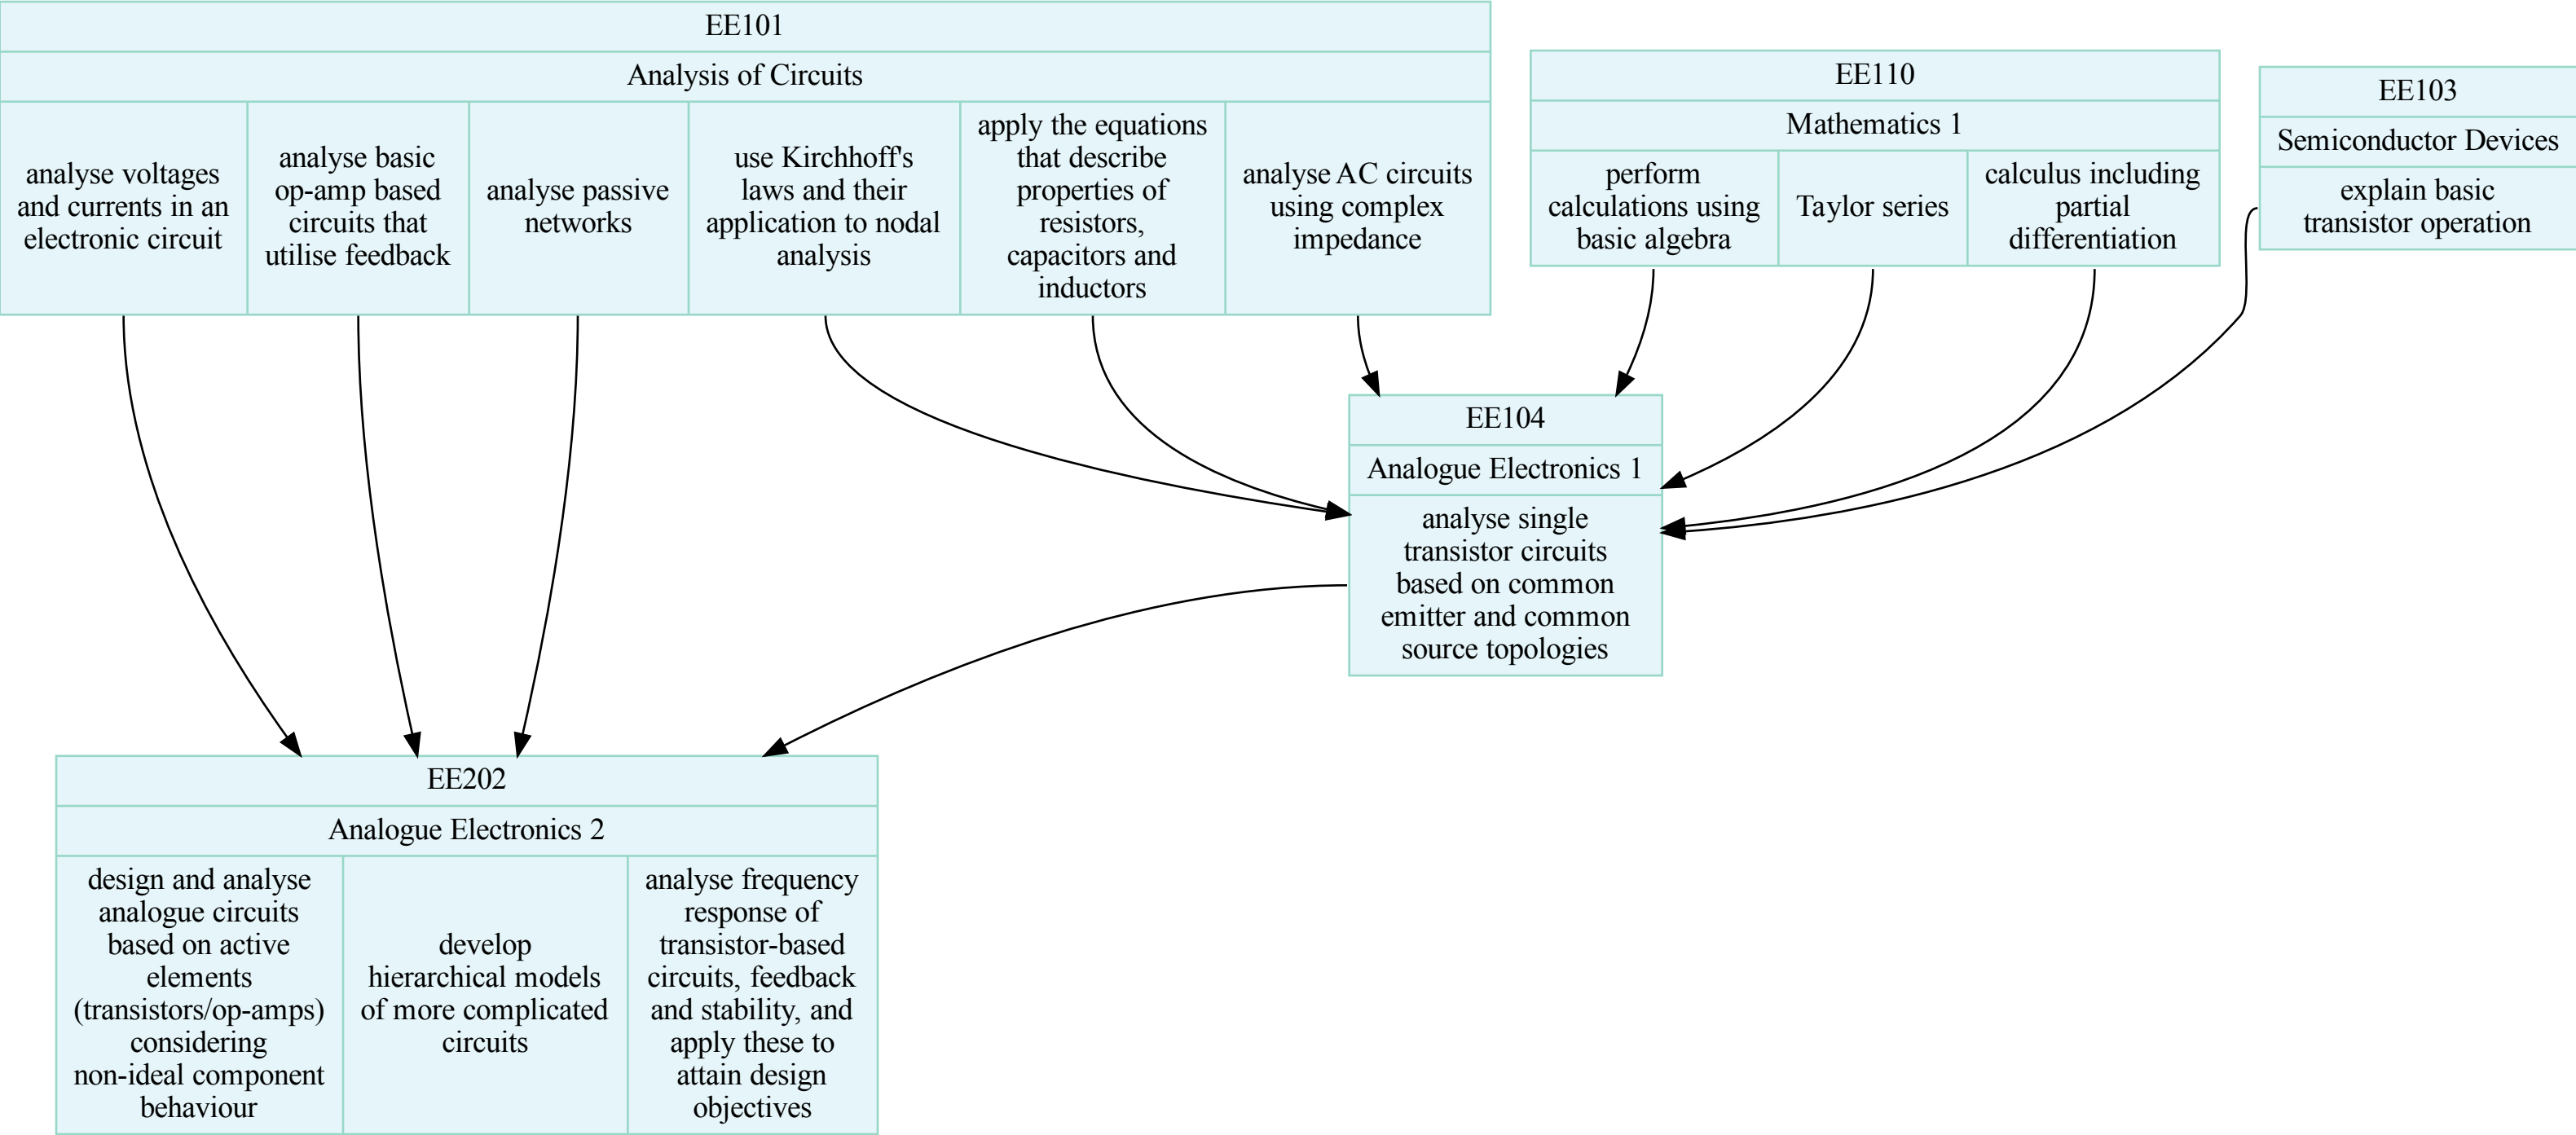 EE101
Analysis of Circuits
analyse voltages
and currents in an
electronic circuit
analyse basic
op-amp based
circuits that
utilise feedback
analyse passive
networks
use Kirchhoff's
laws and their
application to nodal
analysis
apply the equations
that describe
properties of
resistors,
capacitors and
inductors
analyse AC circuits
using complex
impedance
EE110
Mathematics 1
perform
calculations using
basic algebra
Taylor series
calculus including
partial
differentiation
EE103
Semiconductor Devices
explain basic
transistor operation
EE104
Analogue Electronics 1
analyse single
transistor circuits
based on common
emitter and common
source topologies
EE202
Analogue Electronics 2
design and analyse
analogue circuits
based on active
elements
(transistors/op-amps)
considering
non-ideal component
behaviour
develop
hierarchical models
of more complicated
circuits
analyse frequency
response of
transistor-based
circuits, feedback
and stability, and
apply these to
attain design
objectives